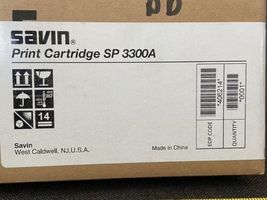 savin®
Print Cartridge SP 3300A
14
Savin
West Caldwell, NJ,U.S.A.
Made in China
EDP CODE
*406214*
QUANTITY
*0001*